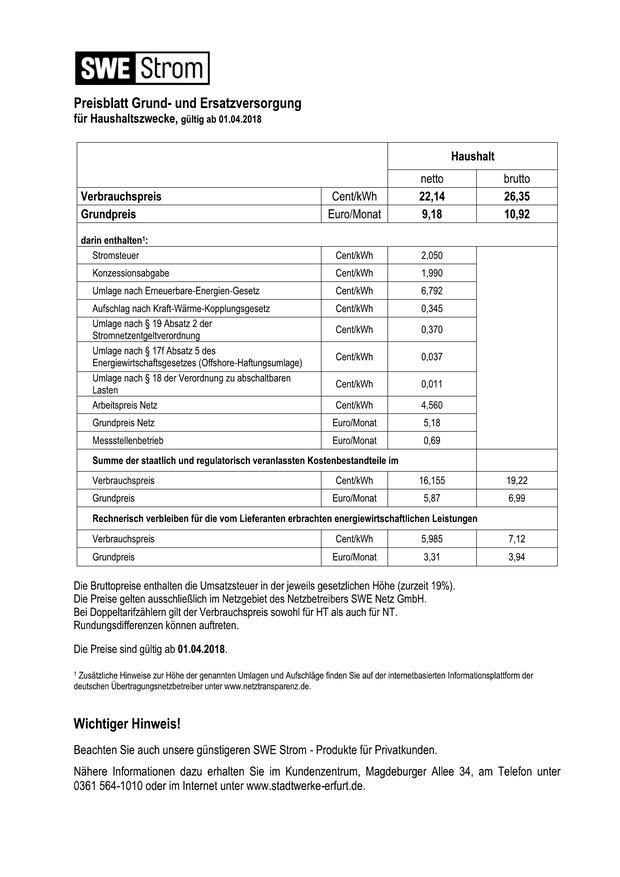 SWE Strom
Preisblatt Grund- und Ersatzversorgung
für Haushaltszwecke, gültig ab 01.04.2018
Haushalt
netto brutto
Verbrauchspreis Cent/kWh 22,14 26,35
Grundpreis Euro/Monat 9,18 10,92
darin enthalten¹:
Stromsteuer Cent/kWh 2,050
Konzessionsabgabe Cent/kWh 1,990
Umlage nach Erneuerbare-Energien-Gesetz Cent/kWh 6,792
Aufschlag nach Kraft-Wärme-Kopplungsgesetz Cent/kWh 0,345
Umlage nach § 19 Absatz 2 der
Stromnetzentgeltverordnung Cent/kWh 0,370
Umlage nach § 17f Absatz 5 des
Energiewirtschaftsgesetzes (Offshore-Haftungsumlage) Cent/kWh 0,037
Umlage nach § 18 der Verordnung zu abschaltbaren
Lasten Cent/kWh 0,011
Arbeitspreis Netz Cent/kWh 4,560
Grundpreis Netz Euro/Monat 5,18
Messstellenbetrieb Euro/Monat 0,69
Summe der staatlich und regulatorisch veranlassten Kostenbestandteile im
Verbrauchspreis Cent/kWh 16,155 19,22
Grundpreis Euro/Monat 5,87 6,99
Rechnerisch verbleiben für die vom Lieferanten erbrachten energiewirtschaftlichen Leistungen
Verbrauchspreis Cent/kWh 5,985 7,12
Grundpreis Euro/Monat 3,31 3,94
Die Bruttopreise enthalten die Umsatzsteuer in der jeweils gesetzlichen Höhe (zurzeit 19%).
Die Preise gelten ausschließlich im Netzgebiet des Netzbetreibers SWE Netz GmbH.
Bei Doppeltarifzählern gilt der Verbrauchspreis sowohl für HT als auch für NT.
Rundungsdifferenzen können auftreten.
Die Preise sind gültig ab 01.04.2018.
¹ Zusätzliche Hinweise zur Höhe der genannten Umlagen und Aufschläge finden Sie auf der internetbasierten Informationsplattform der
deutschen Übertragungsnetzbetreiber unter www.netztransparenz.de.
Wichtiger Hinweis!
Beachten Sie auch unsere günstigeren SWE Strom - Produkte für Privatkunden.
Nähere Informationen dazu erhalten Sie im Kundenzentrum, Magdeburger Allee 34, am Telefon unter
0361 564-1010 oder im Internet unter www.stadtwerke-erfurt.de.